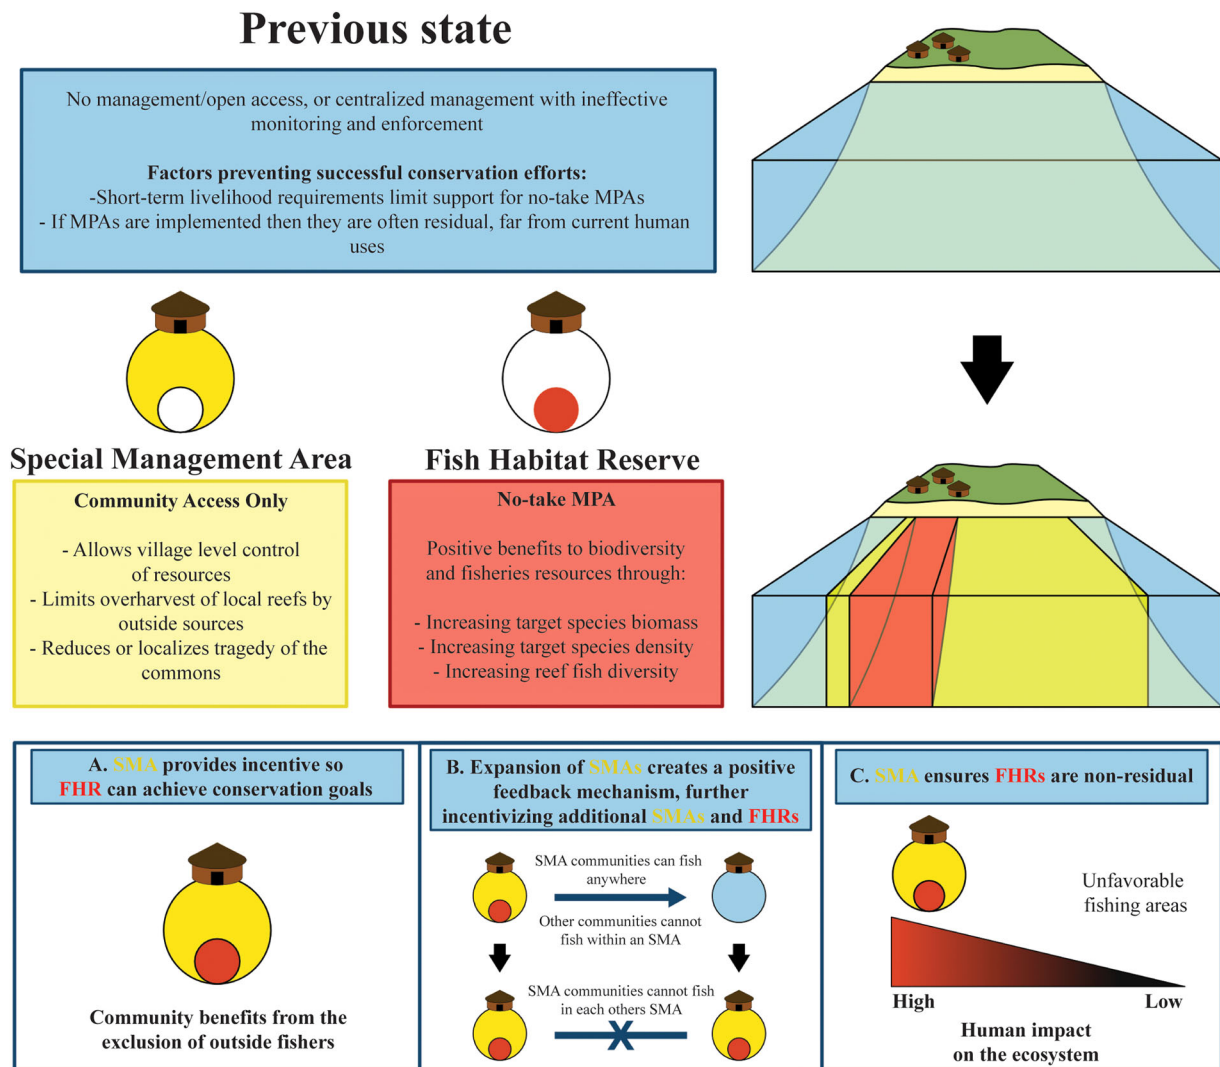 Previous state
No management/open access, or centralized management with ineffective
monitoring and enforcement
Factors preventing successful conservation efforts:
-Short-term livelihood requirements limit support for no-take MPAs
- If MPAs are implemented then they are often residual, far from current human
uses
Special Management Area
Community Access Only
- Allows village level control
of resources
- Limits overharvest of local reefs by
outside sources
- Reduces or localizes tragedy of the
commons
Fish Habitat Reserve
No-take MPA
Positive benefits to biodiversity
and fisheries resources through:
- Increasing target species biomass
- Increasing target species density
- Increasing reef fish diversity
A. SMA provides incentive so
FHR can achieve conservation goals
Community benefits from the
exclusion of outside fishers
B. Expansion of SMAs creates a positive
feedback mechanism, further
incentivizing additional SMAs and FHRs
SMA communities can fish
anywhere
Other communities cannot
fish within an SMA
SMA communities cannot fish
in each others SMA
X
C. SMA ensures FHRs are non-residual
Unfavorable
fishing areas
High
Low
Human impact
on the ecosystem